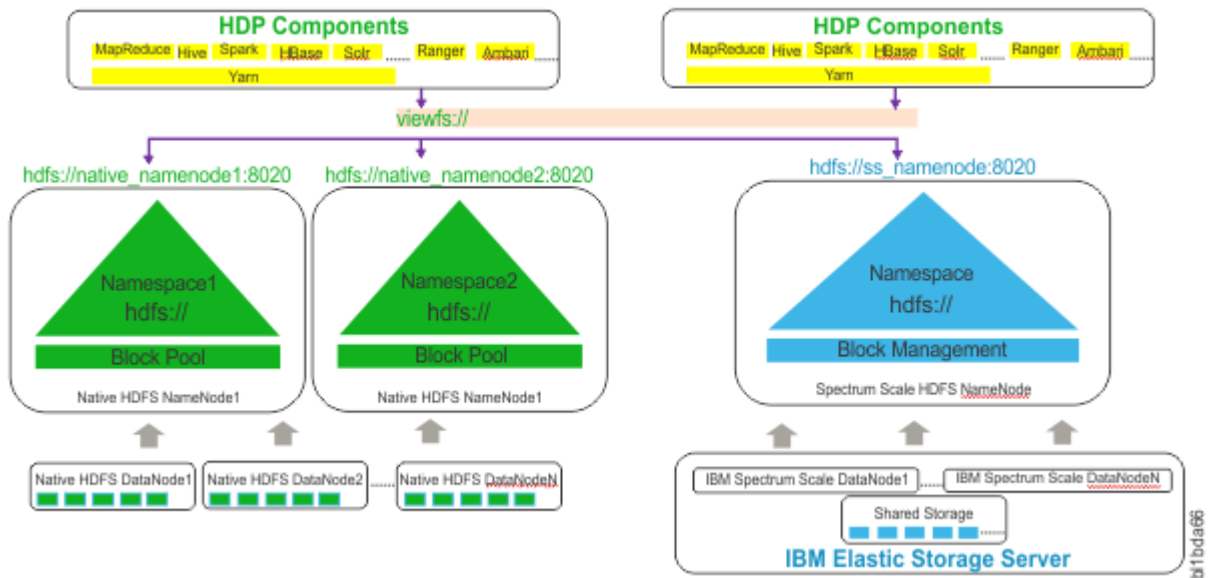 HDP Components
MapReduce Hive Spark HBase Solr ...... Ranger Ambari ......
Yarn
HDP Components
MapReduce Hive Spark HBase Solr ...... Ranger Ambari ......
Yarn
viewfs://
hdfs://native_namenode1:8020
hdfs://native_namenode2:8020
hdfs://ss_namenode:8020
Namespace1
hdfs://
Block Pool
Native HDFS NameNode1
Namespace2
hdfs://
Block Pool
Native HDFS NameNode1
Namespace
hdfs://
Block Management
Spectrum Scale HDFS NameNode
Native HDFS DataNode1
Native HDFS DataNode2
......
Native HDFS DataNodeN
IBM Spectrum Scale DataNode1
......
IBM Spectrum Scale DataNodeN
Shared Storage
......
IBM Elastic Storage Server
bl1bda66